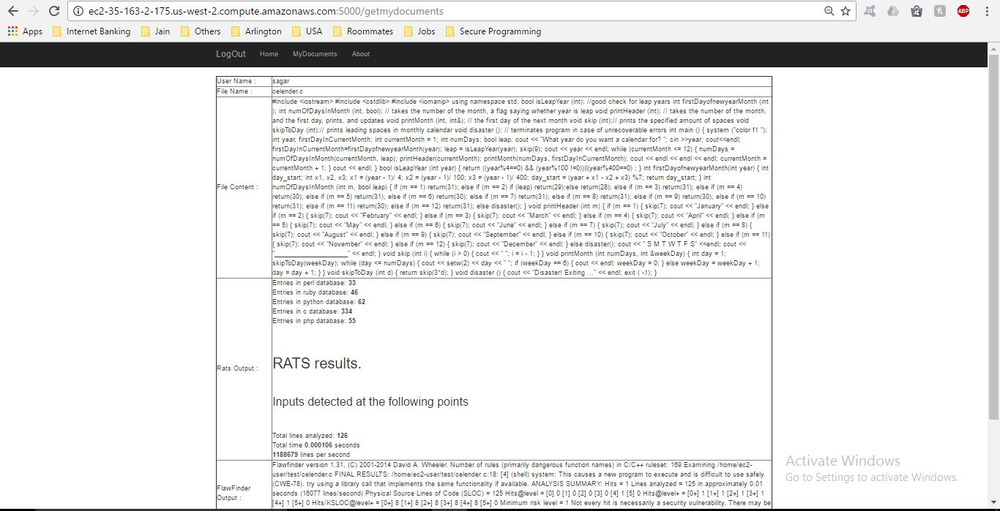 ec2-35-163-2-175.us-west-2.compute.amazonaws.com:5000/getmydocuments
ABP
Apps Internet Banking Jain Others Arlington USA Roommates Jobs Secure Programming
LogOut Home MyDocuments About
User Name : sagar
File Name : celender.c
#include <iostream> #include <cstdlib> #include <iomanip> using namespace std; bool isLeapYear (int); //good check for leap years int firstDayofnewyearMonth (int
); int numOfDaysInMonth (int, bool); // takes the number of the month, a flag saying whether year is leap void printHeader (int); // takes the number of the month,
and the first day, prints, and updates void printMonth (int, int&); // the first day of the next month void skip (int);// prints the specified amount of spaces void
skipToDay (int);// prints leading spaces in monthly calendar void disaster (); // terminates program in case of unrecoverable errors int main () { system ("color f1 ");
int year, firstDayInCurrentMonth; int currentMonth = 1; int numDays; bool leap; cout << "What year do you want a calendar for? "; cin >>year; cout<<endl;
firstDayInCurrentMonth=firstDayofnewyearMonth(year); leap = isLeapYear(year); skip(9); cout << year << endl; while (currentMonth <= 12) { numDays =
numOfDaysInMonth(currentMonth, leap); printHeader(currentMonth); printMonth(numDays, firstDayInCurrentMonth); cout << endl << endl << endl; currentMonth =
currentMonth + 1; } cout << endl; } bool isLeapYear (int year) { return ((year%4==0) && (year%100 !=0))||(year%400==0) ; } int firstDayofnewyearMonth(int year) { int
day_start; int x1, x2, x3; x1 = (year - 1)/ 4; x2 = (year - 1)/ 100; x3 = (year - 1)/ 400; day_start = (year + x1 - x2 + x3) %7; return day_start; } int
File Content : numOfDaysInMonth (int m, bool leap) { if (m == 1) return(31); else if (m == 2) if (leap) return(29);else return(28); else if (m == 3) return(31); else if (m == 4)
return(30); else if (m == 5) return(31); else if (m == 6) return(30); else if (m == 7) return(31); else if (m == 8) return(31); else if (m == 9) return(30); else if (m == 10)
return(31); else if (m == 11) return(30); else if (m == 12) return(31); else disaster(); } void printHeader (int m) { if (m == 1) { skip(7); cout << "January" << endl; } else
if (m == 2) { skip(7); cout << "February" << endl; } else if (m == 3) { skip(7); cout << "March" << endl; } else if (m == 4) { skip(7); cout << "April" << endl; } else if (m
== 5) { skip(7); cout << "May" << endl; } else if (m == 6) { skip(7); cout << "June" << endl; } else if (m == 7) { skip(7); cout << "July" << endl; } else if (m == 8) {
skip(7); cout << "August" << endl; } else if (m == 9) { skip(7); cout << "September" << endl; } else if (m == 10) { skip(7); cout << "October" << endl; } else if (m == 11)
{ skip(7); cout << "November" << endl; } else if (m == 12) { skip(7); cout << "December" << endl; } else disaster(); cout << " S M T W T F S" <<endl; cout <<
"____________________" << endl; } void skip (int i) { while (i > 0) { cout << " "; i = i - 1; } } void printMonth (int numDays, int &weekDay) { int day = 1;
skipToDay(weekDay); while (day <= numDays) { cout << setw(2) << day << " "; if (weekDay == 6) { cout << endl; weekDay = 0; } else weekDay = weekDay + 1;
day = day + 1; } } void skipToDay (int d) { return skip(3*d); } void disaster () { cout << "Disaster! Exiting ..." << endl; exit ( -1); }
Entries in perl database: 33
Entries in ruby database: 46
Entries in python database: 62
Entries in c database: 334
Entries in php database: 55
RATS results.
Rats Output :
Inputs detected at the following points
Total lines analyzed: 126
Total time 0.000106 seconds
1188679 lines per second
Flawfinder version 1.31, (C) 2001-2014 David A. Wheeler. Number of rules (primarily dangerous function names) in C/C++ ruleset: 169 Examining /home/ec2-
user/test/celender.c FINAL RESULTS: /home/ec2-user/test/celender.c:18: [4] (shell) system: This causes a new program to execute and is difficult to use safely
FlawFinder Output : (CWE-78). try using a library call that implements the same functionality if available. ANALYSIS SUMMARY: Hits = 1 Lines analyzed = 125 in approximately 0.01
seconds (16077 lines/second) Physical Source Lines of Code (SLOC) = 125 Hits@level = [0] 0 [1] 0 [2] 0 [3] 0 [4] 1 [5] 0 Hits@level+ = [0+] 1 [1+] 1 [2+] 1 [3+] 1
[4+] 1 [5+] 0 Hits/KSLOC@level+ = [0+] 8 [1+] 8 [2+] 8 [3+] 8 [4+] 8 [5+] 0 Minimum risk level = 1 Not every hit is necessarily a security vulnerability. There may be
Activate Windows
Go to Settings to activate Windows.